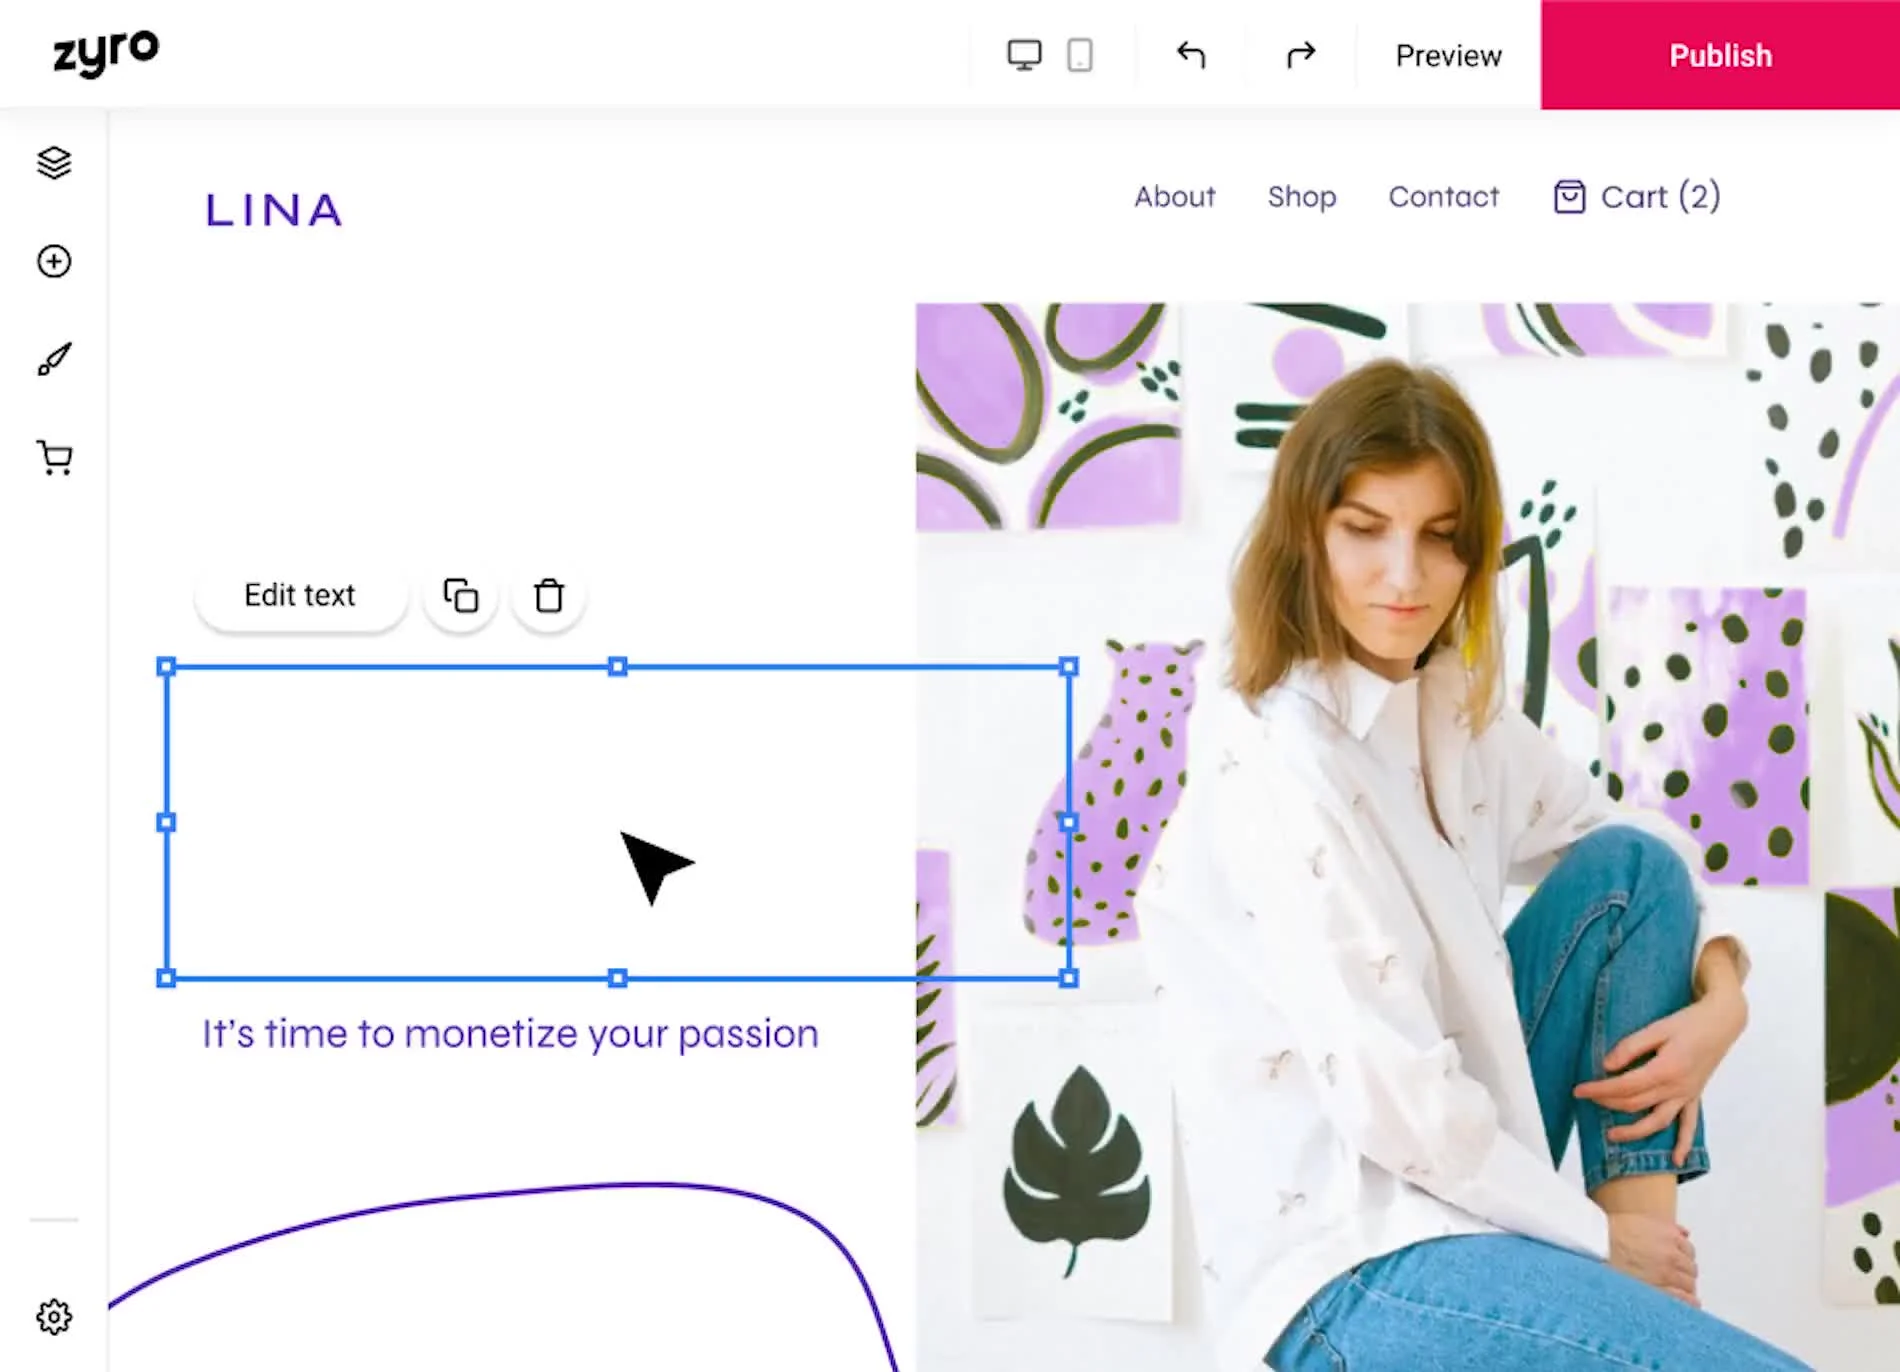 zyro
Preview
Publish
LINA
About
Shop
Contact
Cart (2)
Edit text
It’s time to monetize your passion